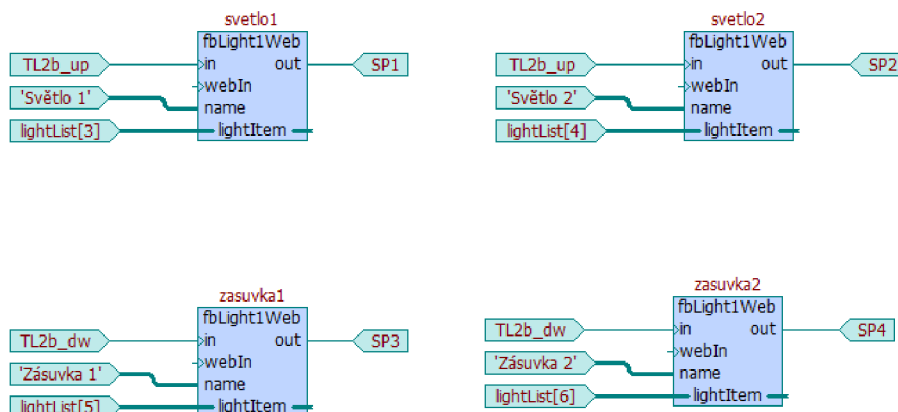 svetlo1
fbLight1Web
TL2b_up in out SP1
webIn
'Světlo 1' name
lightList[3] lightItem
svetlo2
fbLight1Web
TL2b_up in out SP2
webIn
'Světlo 2' name
lightList[4] lightItem
zasuvka1
fbLight1Web
TL2b_dw in out SP3
webIn
'Zásuvka 1' name
lightList[5] lightItem
zasuvka2
fbLight1Web
TL2b_dw in out SP4
webIn
'Zásuvka 2' name
lightList[6] lightItem